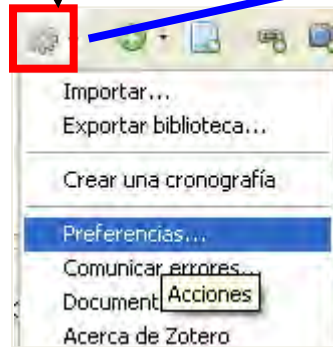 Importar...
Exportar biblioteca...
Crear una cronografía
Preferencias...
Comunicar errores...
Document
Acciones
Acerca de Zotero